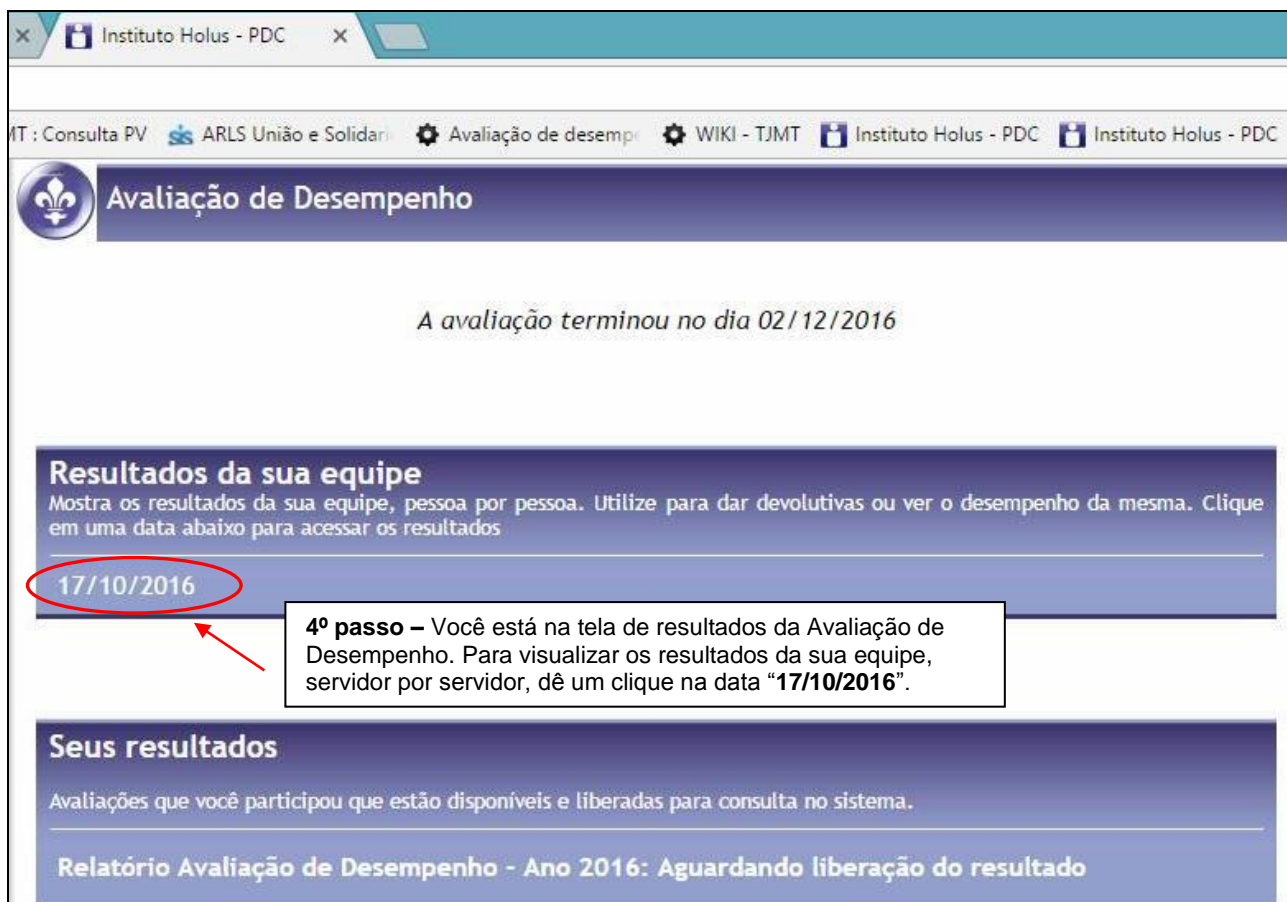 Instituto Holus - PDC
MT : Consulta PV ARLS União e Solidari Avaliação de desemp WIKI - TJMT Instituto Holus - PDC Instituto Holus - PDC
Avaliação de Desempenho
A avaliação terminou no dia 02/12/2016
Resultados da sua equipe
Mostra os resultados da sua equipe, pessoa por pessoa. Utilize para dar devolutivas ou ver o desempenho da mesma. Clique
em uma data abaixo para acessar os resultados
17/10/2016
4º passo – Você está na tela de resultados da Avaliação de
Desempenho. Para visualizar os resultados da sua equipe,
servidor por servidor, dê um clique na data “17/10/2016”.
Seus resultados
Avaliações que você participou que estão disponíveis e liberadas para consulta no sistema.
Relatório Avaliação de Desempenho - Ano 2016: Aguardando liberação do resultado